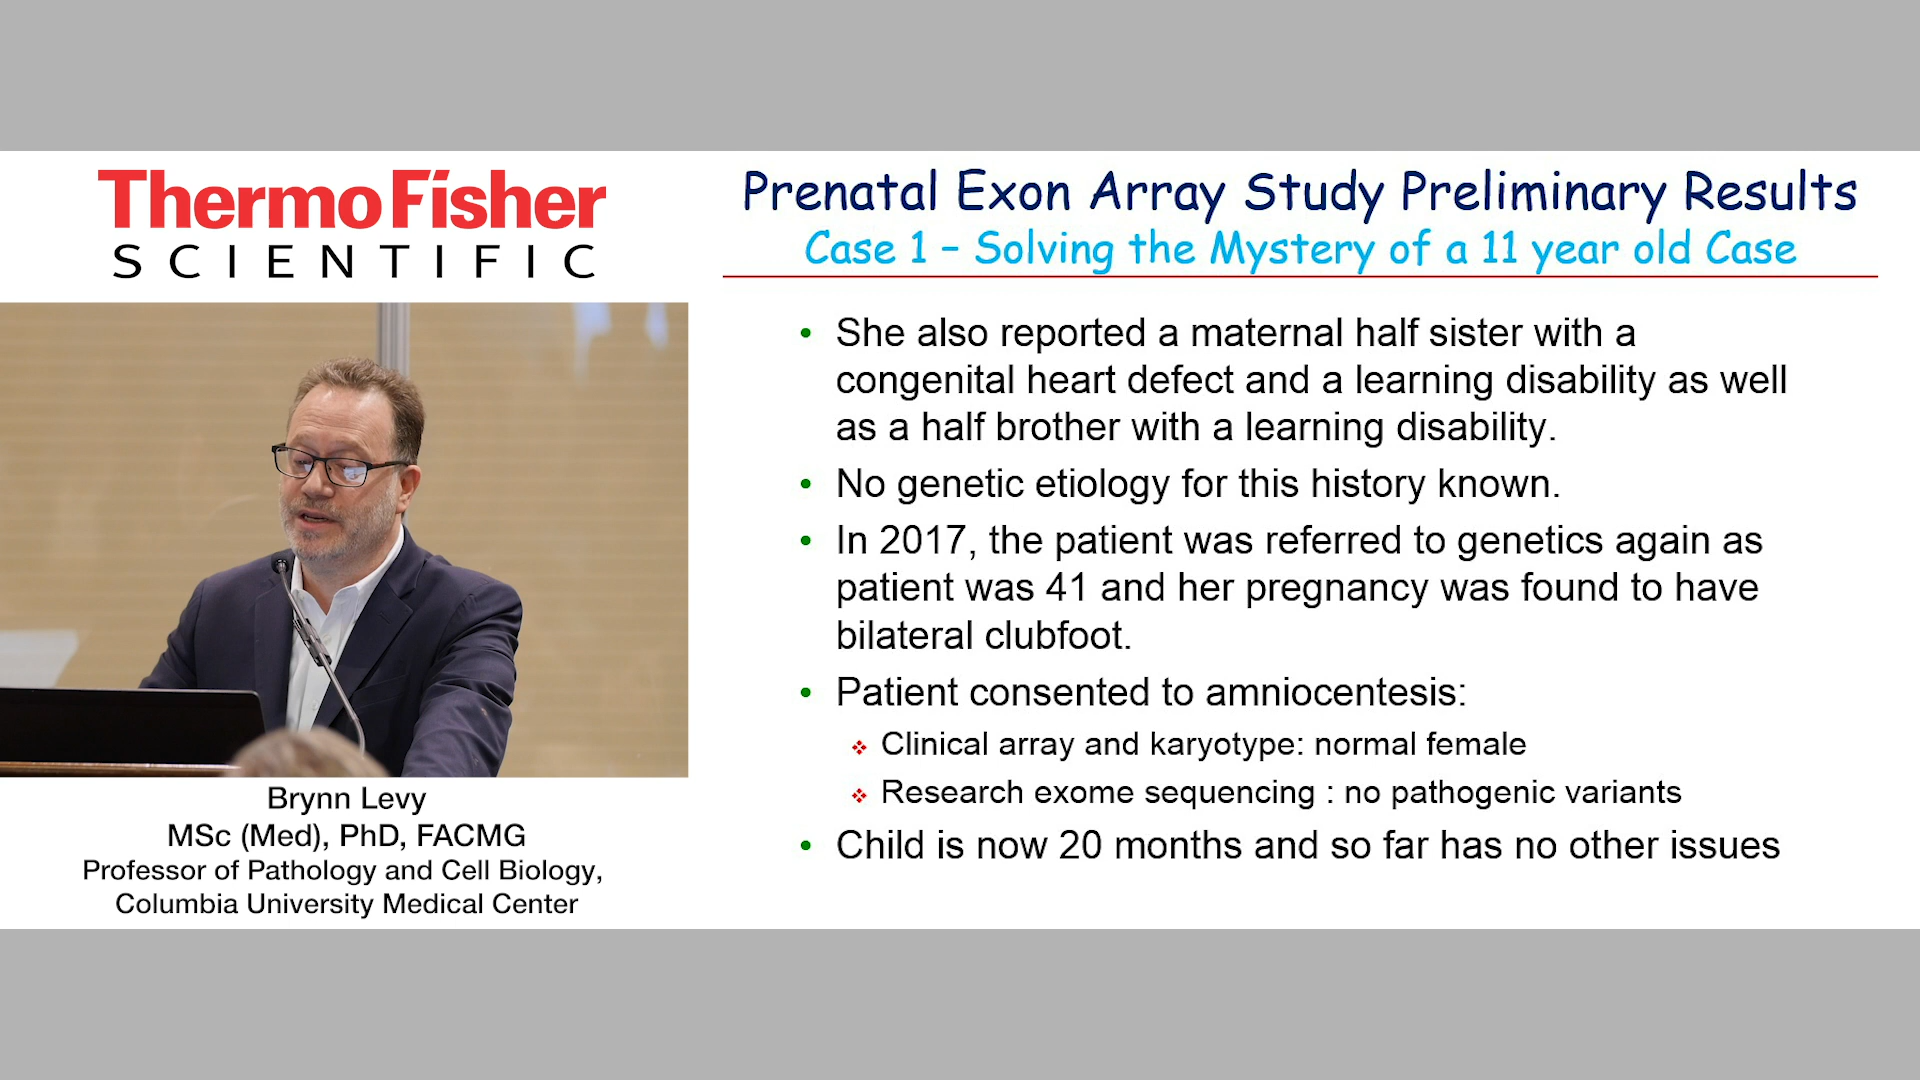 ThermoFisher
SCIENTIFIC
Brynn Levy
MSc (Med), PhD, FACMG
Professor of Pathology and Cell Biology,
Columbia University Medical Center
Prenatal Exon Array Study Preliminary Results
Case 1 – Solving the Mystery of a 11 year old Case
• She also reported a maternal half sister with a
congenital heart defect and a learning disability as well
as a half brother with a learning disability.
• No genetic etiology for this history known.
• In 2017, the patient was referred to genetics again as
patient was 41 and her pregnancy was found to have
bilateral clubfoot.
• Patient consented to amniocentesis:
❖ Clinical array and karyotype: normal female
❖ Research exome sequencing : no pathogenic variants
• Child is now 20 months and so far has no other issues